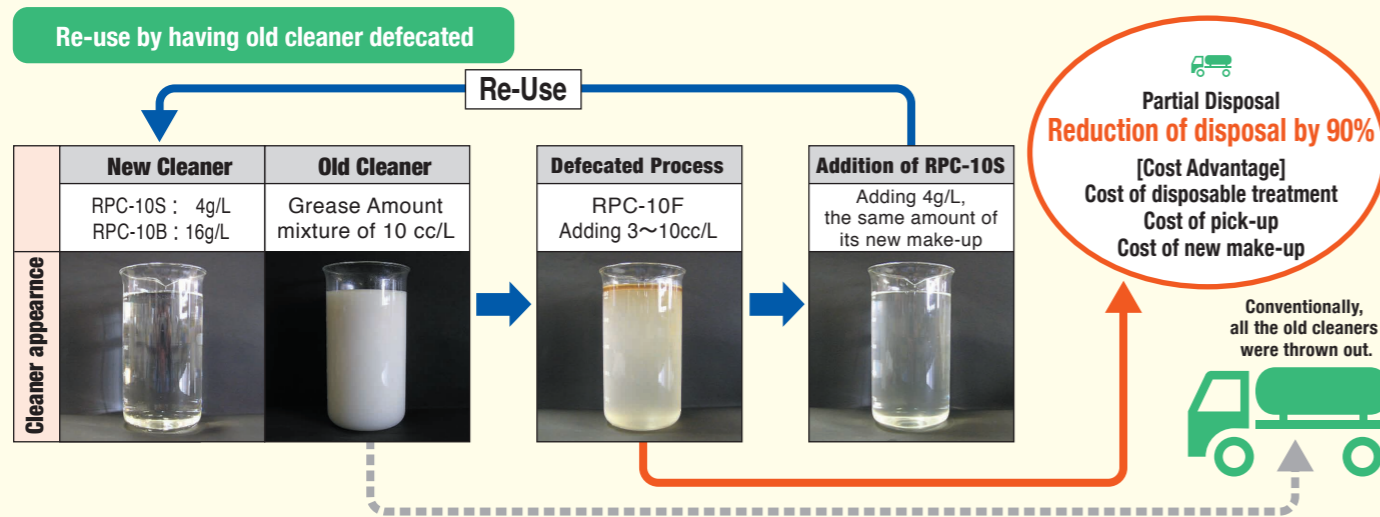 Re-use by having old cleaner defecated
Re-Use
New Cleaner
RPC-10S : 4g/L
RPC-10B : 16g/L
Old Cleaner
Grease Amount
mixture of 10 cc/L
Defecated Process
RPC-10F
Adding 3〜10cc/L
Addition of RPC-10S
Adding 4g/L,
the same amount of
its new make-up
Cleaner appearnce
Partial Disposal
Reduction of disposal by 90%
[Cost Advantage]
Cost of disposable treatment
Cost of pick-up
Cost of new make-up
Conventionally,
all the old cleaners
were thrown out.